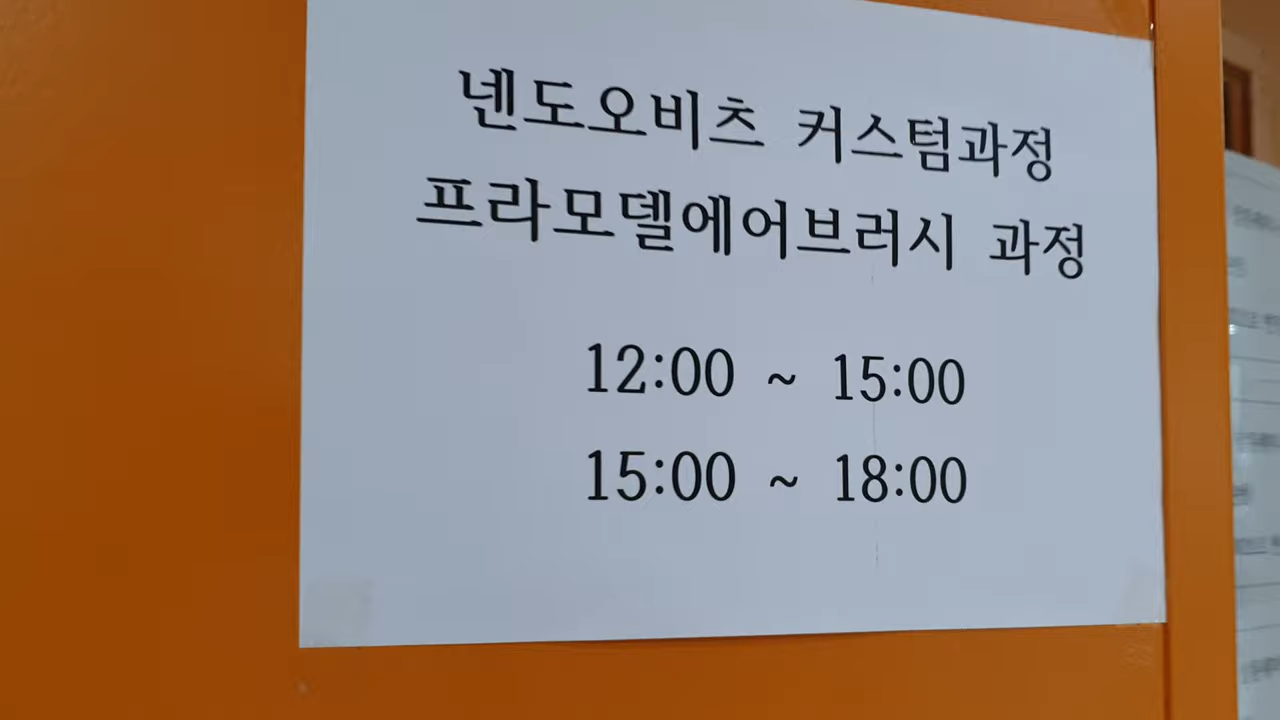 넨도오비츠 커스텀과정
프라모델에어브러시 과정
12:00 ~ 15:00
15:00 ~ 18:00